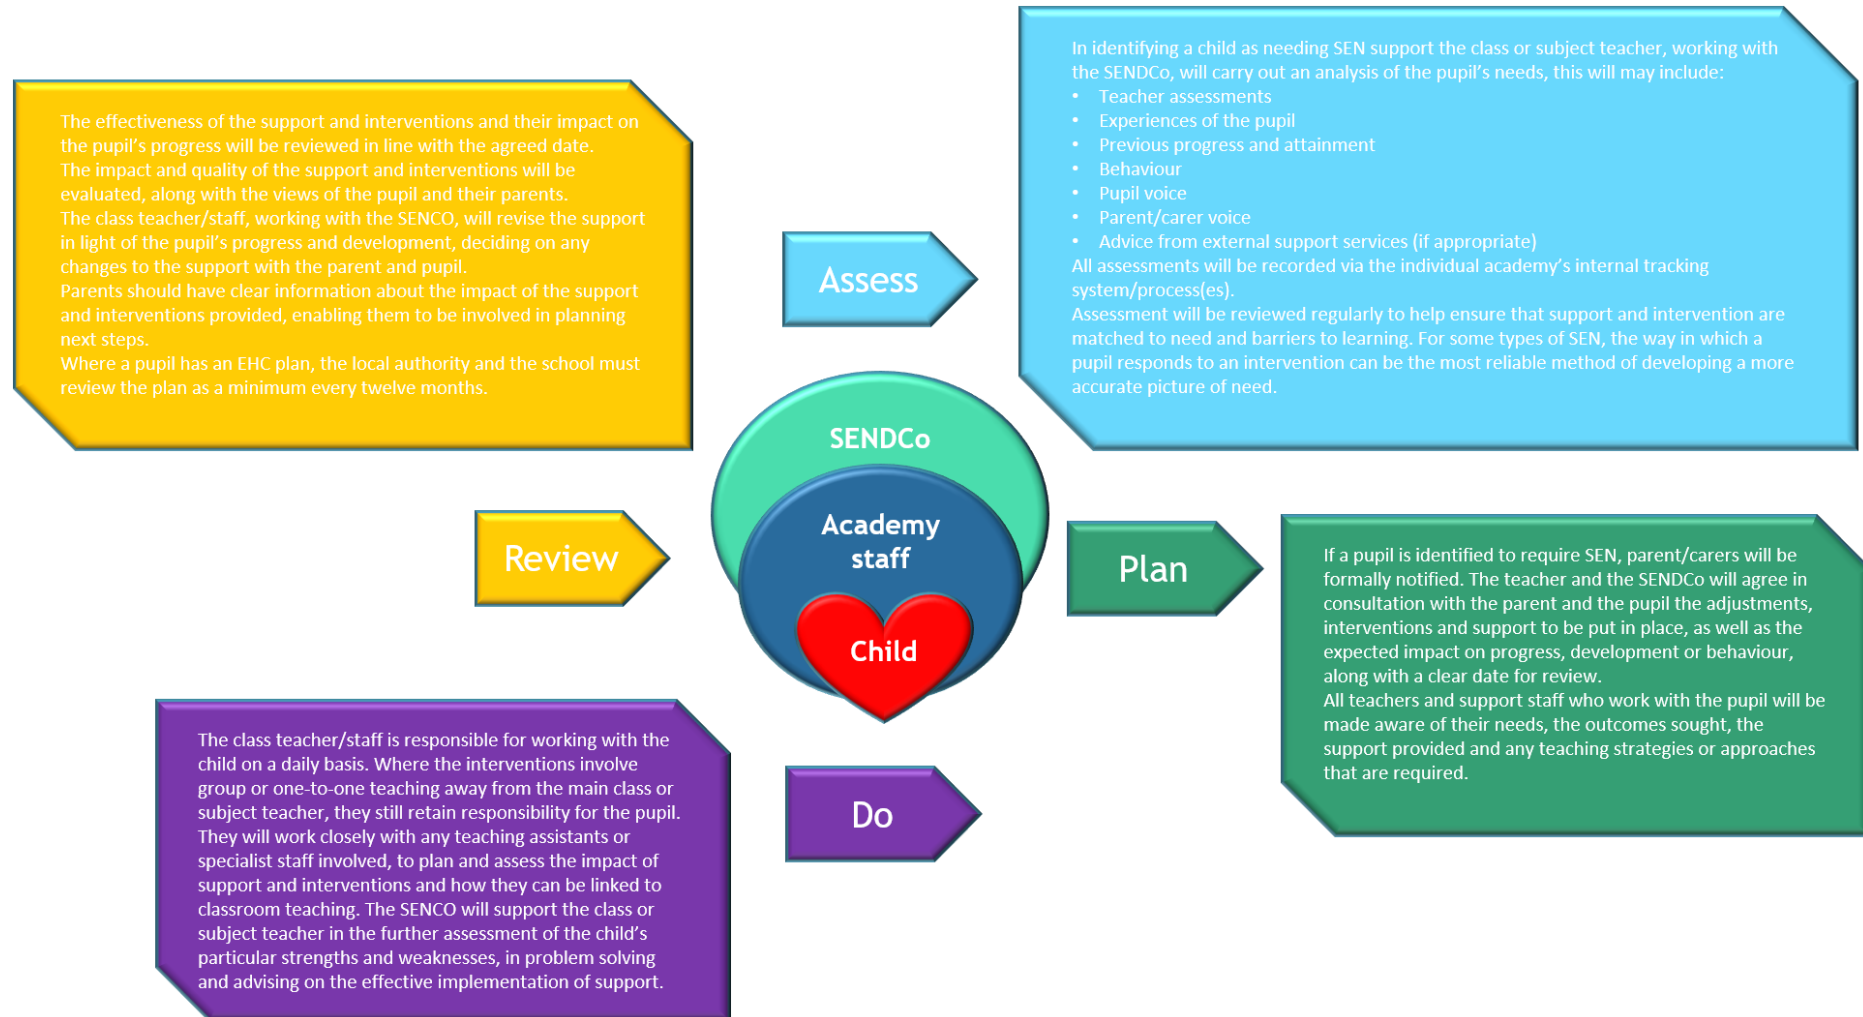 In identifying a child as needing SEN support the class or subject teacher, working with
the SENDCo, will carry out an analysis of the pupil’s needs, this will may include:
• Teacher assessments
• Experiences of the pupil
• Previous progress and attainment
• Behaviour
• Pupil voice
• Parent/carer voice
• Advice from external support services (if appropriate)
All assessments will be recorded via the individual academy’s internal tracking
system/process(es).
Assessment will be reviewed regularly to help ensure that support and intervention are
matched to need and barriers to learning. For some types of SEN, the way in which a
pupil responds to an intervention can be the most reliable method of developing a more
accurate picture of need.
The effectiveness of the support and interventions and their impact on
the pupil’s progress will be reviewed in line with the agreed date.
The impact and quality of the support and interventions will be
evaluated, along with the views of the pupil and their parents.
The class teacher/staff, working with the SENCO, will revise the support
in light of the pupil’s progress and development, deciding on any
changes to the support with the parent and pupil.
Parents should have clear information about the impact of the support
and interventions provided, enabling them to be involved in planning
next steps.
Where a pupil has an EHC plan, the local authority and the school must
review the plan as a minimum every twelve months.
Assess
SENDCo
Academy
staff
Child
Review
Plan
If a pupil is identified to require SEN, parent/carers will be
formally notified. The teacher and the SENDCo will agree in
consultation with the parent and the pupil the adjustments,
interventions and support to be put in place, as well as the
expected impact on progress, development or behaviour,
along with a clear date for review.
All teachers and support staff who work with the pupil will be
made aware of their needs, the outcomes sought, the
support provided and any teaching strategies or approaches
that are required.
Do
The class teacher/staff is responsible for working with the
child on a daily basis. Where the interventions involve
group or one-to-one teaching away from the main class or
subject teacher, they still retain responsibility for the pupil.
They will work closely with any teaching assistants or
specialist staff involved, to plan and assess the impact of
support and interventions and how they can be linked to
classroom teaching. The SENCO will support the class or
subject teacher in the further assessment of the child’s
particular strengths and weaknesses, in problem solving
and advising on the effective implementation of support.